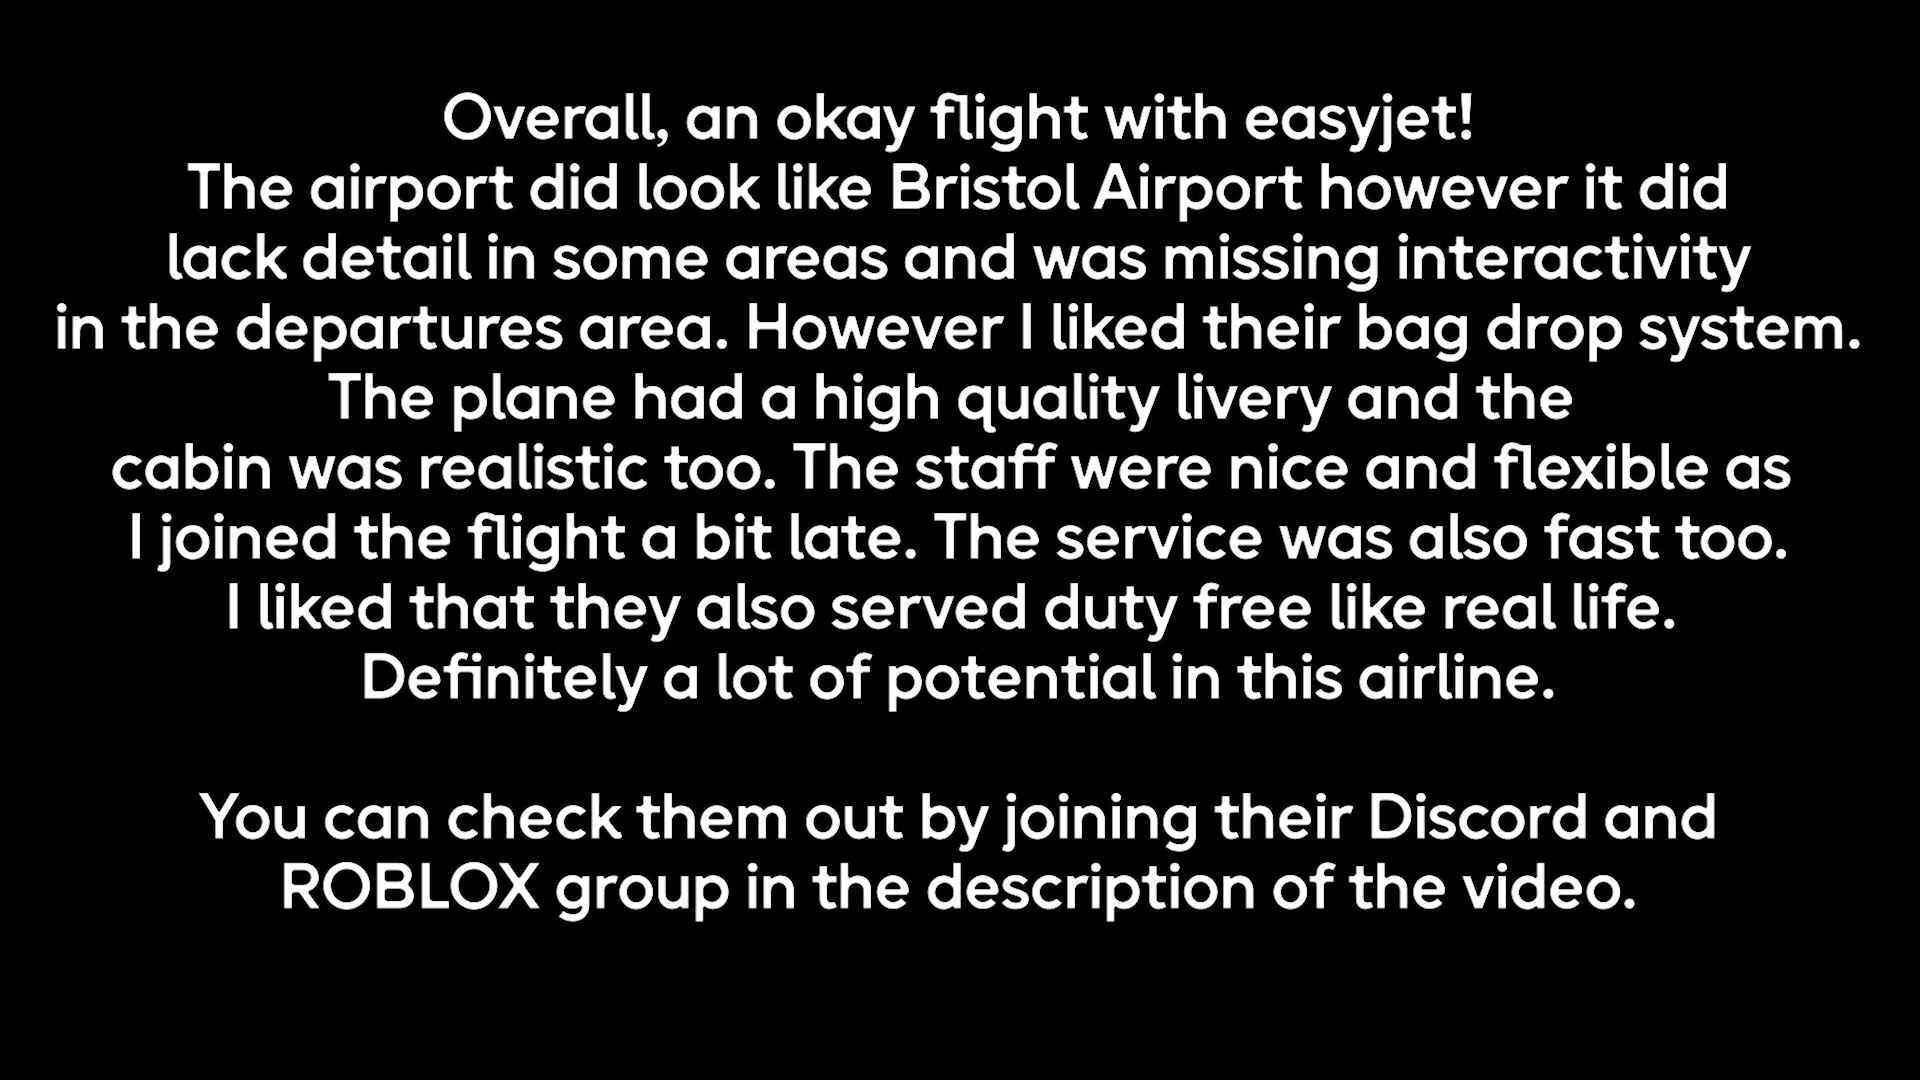 Overall, an okay flight with easyjet!
The airport did look like Bristol Airport however it did
lack detail in some areas and was missing interactivity
in the departures area. However I liked their bag drop system.
The plane had a high quality livery and the
cabin was realistic too. The staff were nice and flexible as
I joined the flight a bit late. The service was also fast too.
I liked that they also served duty free like real life.
Definitely a lot of potential in this airline.
You can check them out by joining their Discord and
ROBLOX group in the description of the video.